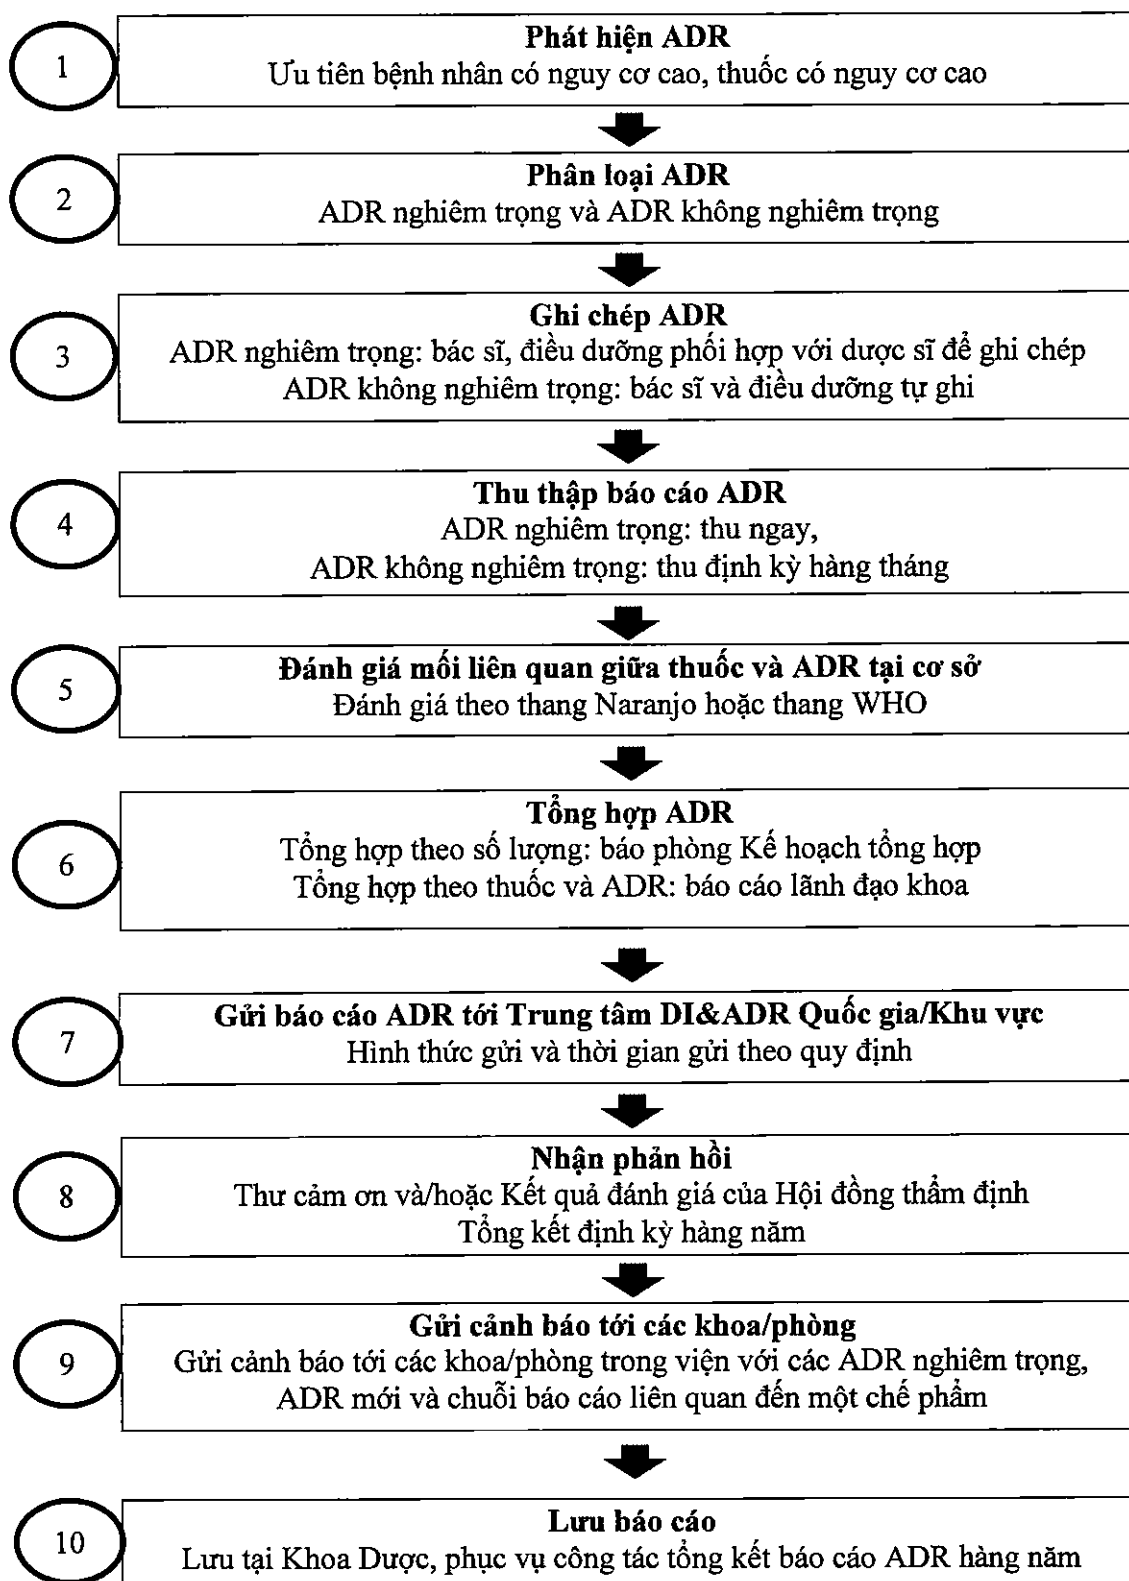 1
Phát hiện ADR
Ưu tiên bệnh nhân có nguy cơ cao, thuốc có nguy cơ cao
2
Phân loại ADR
ADR nghiêm trọng và ADR không nghiêm trọng
3
Ghi chép ADR
ADR nghiêm trọng: bác sĩ, điều dưỡng phối hợp với dược sĩ để ghi chép
ADR không nghiêm trọng: bác sĩ và điều dưỡng tự ghi
4
Thu thập báo cáo ADR
ADR nghiêm trọng: thu ngay,
ADR không nghiêm trọng: thu định kỳ hàng tháng
5
Đánh giá mối liên quan giữa thuốc và ADR tại cơ sở
Đánh giá theo thang Naranjo hoặc thang WHO
6
Tổng hợp ADR
Tổng hợp theo số lượng: báo phòng Kế hoạch tổng hợp
Tổng hợp theo thuốc và ADR: báo cáo lãnh đạo khoa
7
Gửi báo cáo ADR tới Trung tâm DI&ADR Quốc gia/Khu vực
Hình thức gửi và thời gian gửi theo quy định
8
Nhận phản hồi
Thư cảm ơn và/hoặc Kết quả đánh giá của Hội đồng thẩm định
Tổng kết định kỳ hàng năm
9
Gửi cảnh báo tới các khoa/phòng
Gửi cảnh báo tới các khoa/phòng trong viện với các ADR nghiêm trọng,
ADR mới và chuỗi báo cáo liên quan đến một chế phẩm
10
Lưu báo cáo
Lưu tại Khoa Dược, phục vụ công tác tổng kết báo cáo ADR hàng năm